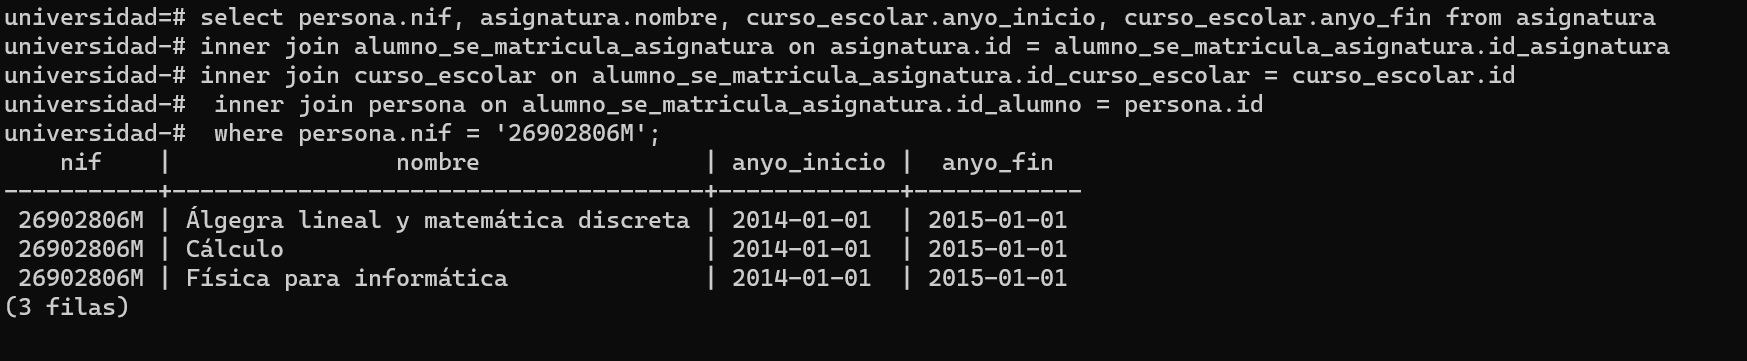 universidad=# select persona.nif, asignatura.nombre, curso_escolar.anyo_inicio, curso_escolar.anyo_fin from asignatura
universidad-# inner join alumno_se_matricula_asignatura on asignatura.id = alumno_se_matricula_asignatura.id_asignatura
universidad-# inner join curso_escolar on alumno_se_matricula_asignatura.id_curso_escolar = curso_escolar.id
universidad-#  inner join persona on alumno_se_matricula_asignatura.id_alumno = persona.id
universidad-#  where persona.nif = '26902806M';
    nif    |                nombre                | anyo_inicio |  anyo_fin
-----------+--------------------------------------+-------------+------------
 26902806M | Álgegra lineal y matemática discreta | 2014-01-01  | 2015-01-01
 26902806M | Cálculo                              | 2014-01-01  | 2015-01-01
 26902806M | Física para informática              | 2014-01-01  | 2015-01-01
(3 filas)